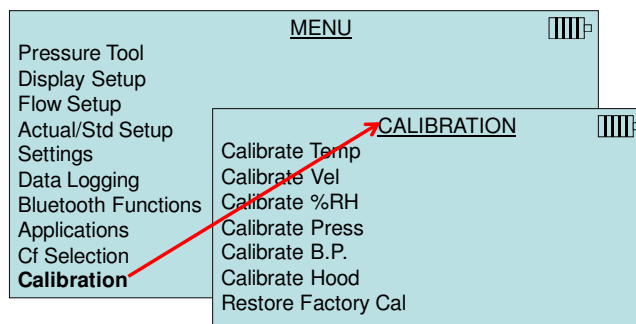 MENU
Pressure Tool
Display Setup
Flow Setup
Actual/Std Setup
Settings
Data Logging
Bluetooth Functions
Applications
Cf Selection
Calibration
CALIBRATION
Calibrate Temp
Calibrate Vel
Calibrate %RH
Calibrate Press
Calibrate B.P.
Calibrate Hood
Restore Factory Cal